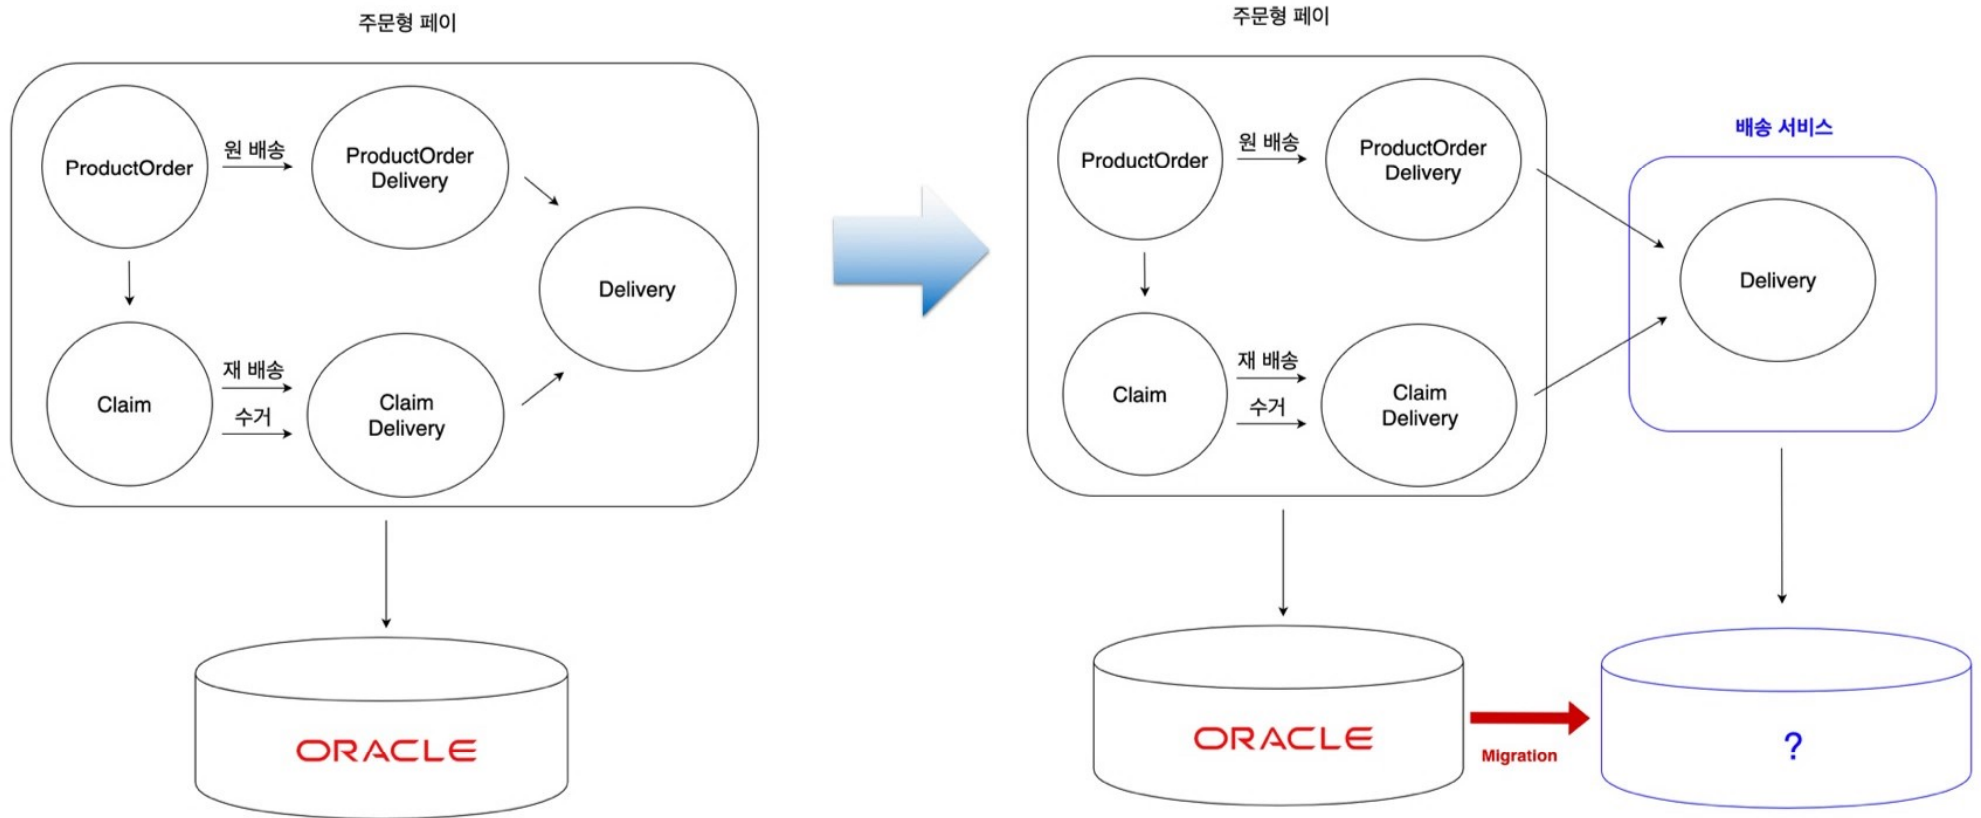 주문형 페이
ProductOrder
원 배송
ProductOrder
Delivery
Delivery
Claim
재 배송
수거
Claim
Delivery
ORACLE
주문형 페이
ProductOrder
원 배송
ProductOrder
Delivery
Claim
재 배송
수거
Claim
Delivery
배송 서비스
Delivery
ORACLE
Migration
?